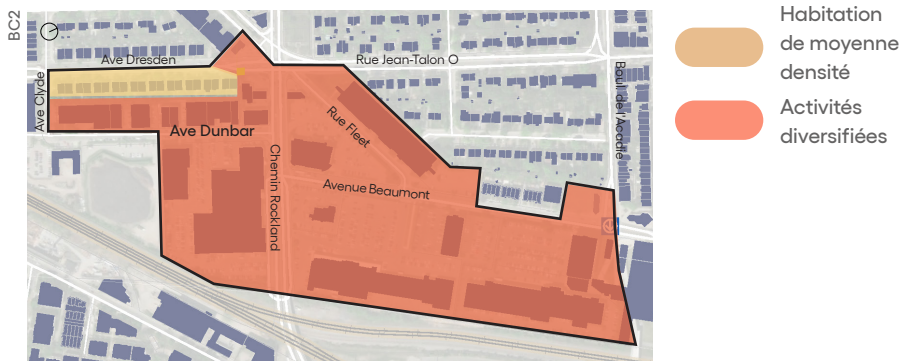 BC2
Ave Dresden
Rue Jean-Talon O
Ave Clyde
Ave Dunbar
Rue Fleet
Boul. de l'Acadie
Chemin Rockland
Avenue Beaumont
Habitation
de moyenne
densité
Activités
diversifiées